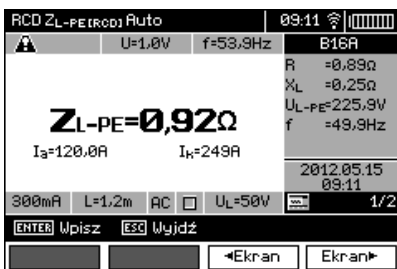 RCD ZL-PE[RCD] Auto 09:11
U=1,0V f=53,9Hz B16A
R =0,89Ω
XL =0,25Ω
UL-PE=225,9V
f =49,9Hz
ZL-PE=0,92Ω
Ia=120,0A Ik=249A
2012.05.15
09:11
300mA L=1,2m AC UL=50V 1/2
ENTER Wpisz ESC Wyjdź
◄Ekran Ekran►